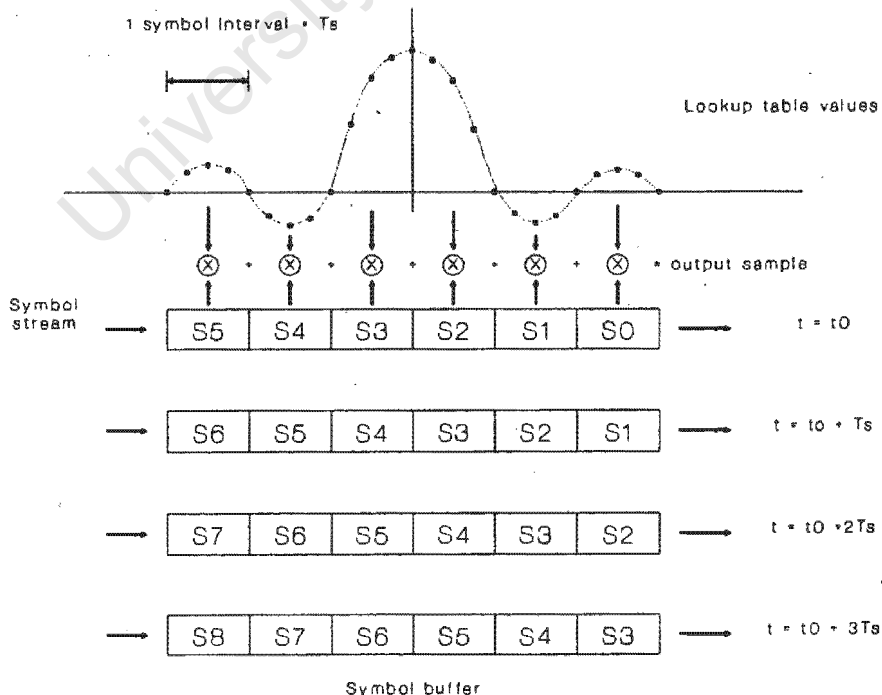 1 symbol interval = Ts
University
Lookup table values
X + X + X + X + X + X = output sample
Symbol
stream
S5 S4 S3 S2 S1 S0
t = t0
S6 S5 S4 S3 S2 S1
t = to + Ts
S7 S6 S5 S4 S3 S2
t = t0 +2Ts
S8 S7 S6 S5 S4 S3
t = t0 + 3Ts
Symbol buffer